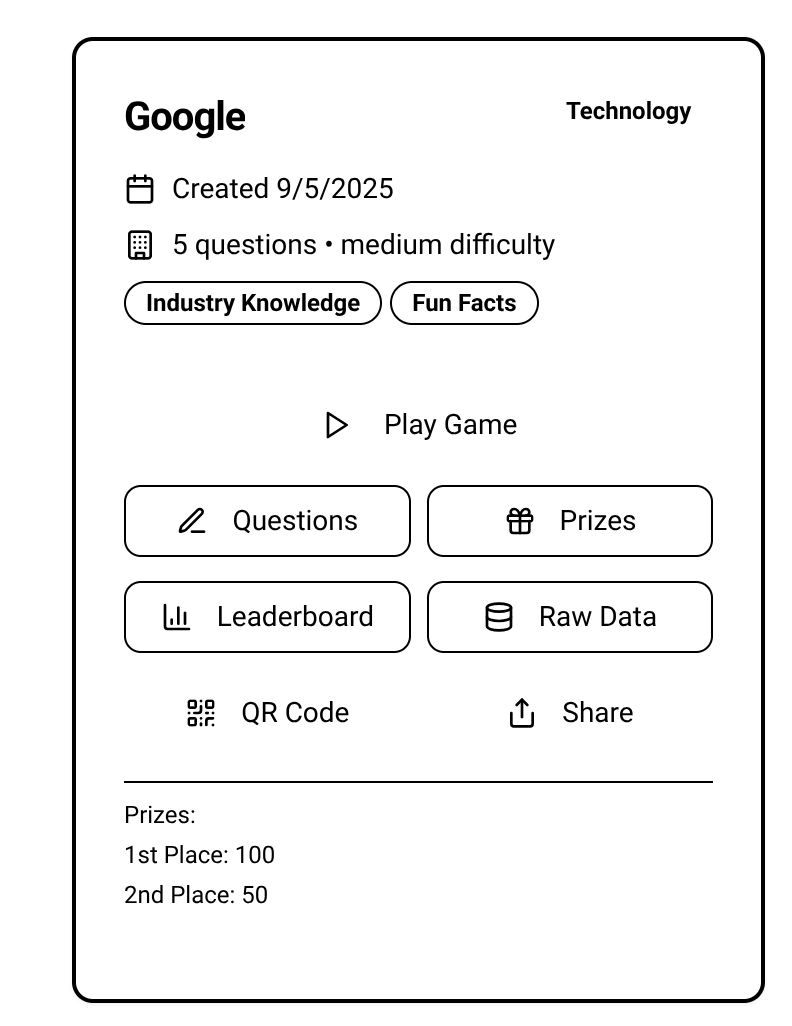 Google
Technology
Created 9/5/2025
5 questions • medium difficulty
Industry Knowledge
Fun Facts
Play Game
Questions
Prizes
Leaderboard
Raw Data
QR Code
Share
Prizes:
1st Place: 100
2nd Place: 50